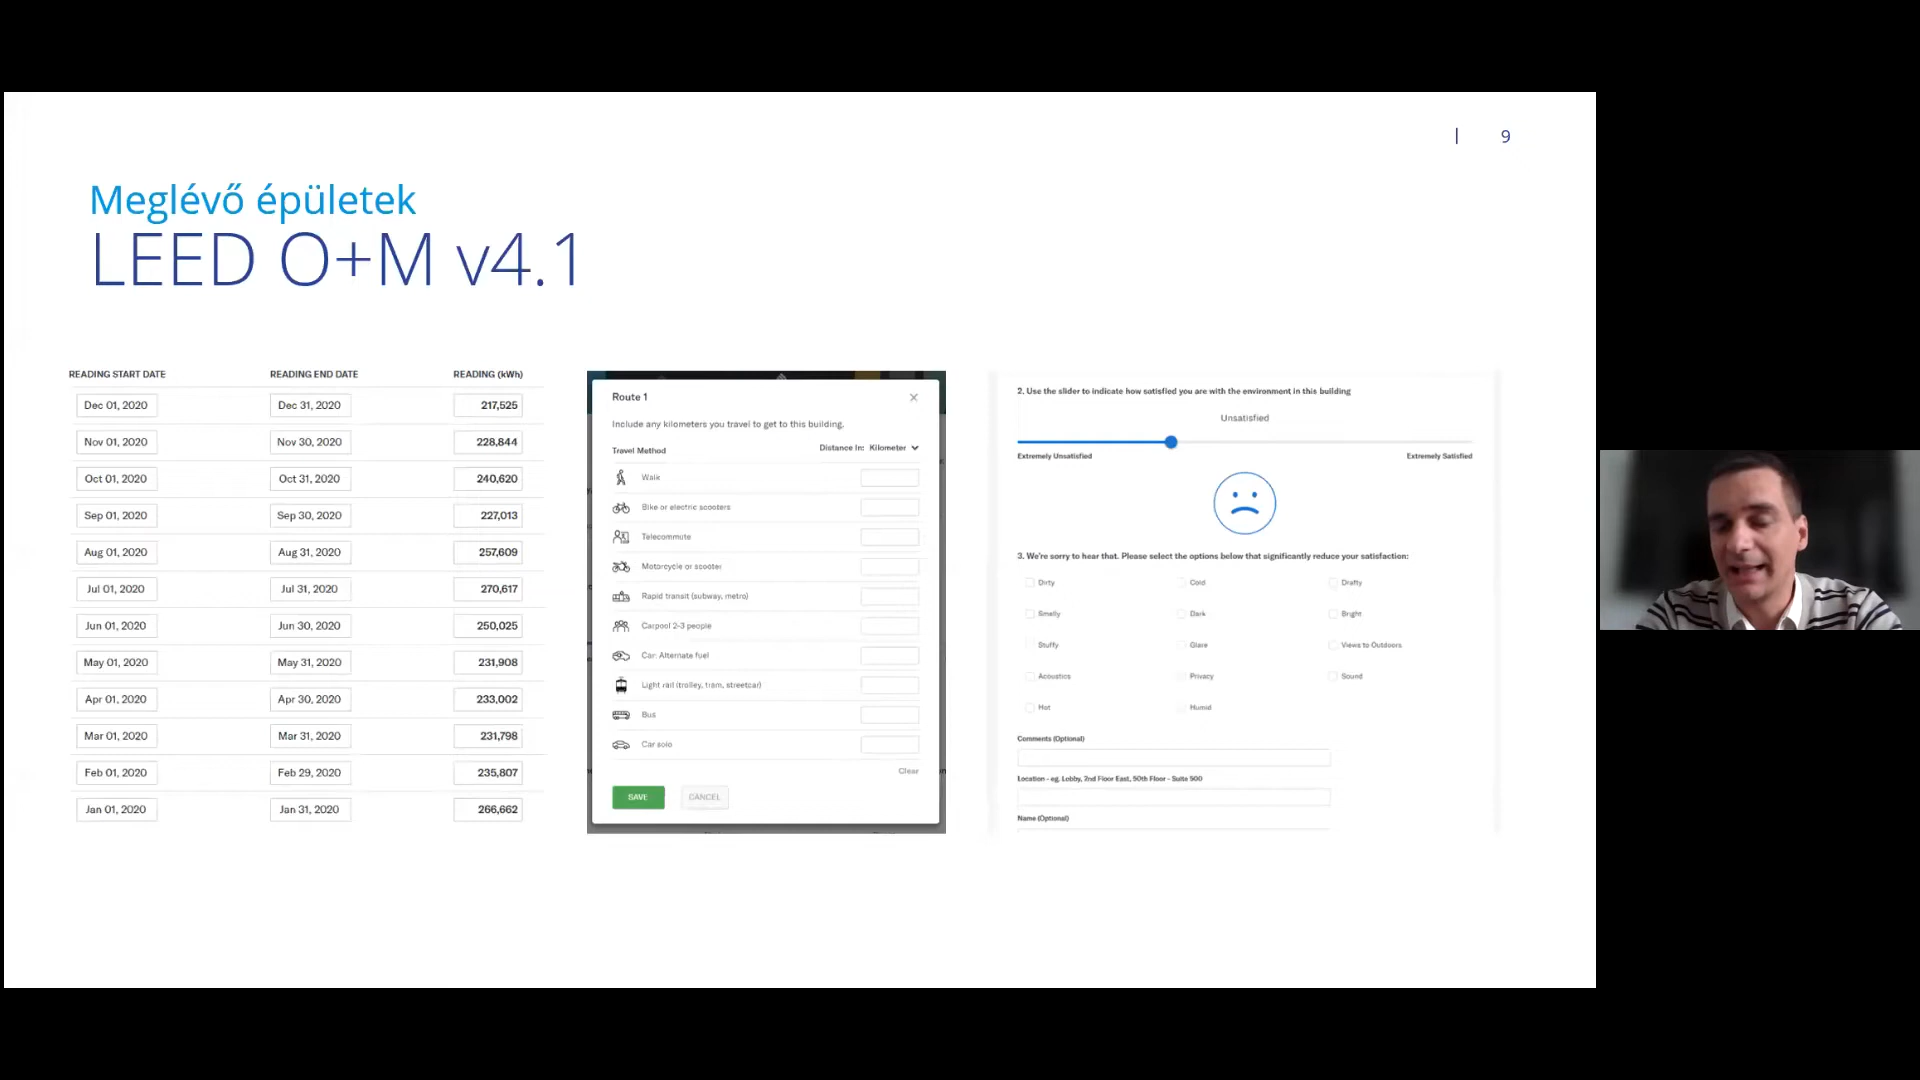 | 9
Meglévő épületek
LEED O+M v4.1
READING START DATE READING END DATE READING (kWh)
Dec 01, 2020 Dec 31, 2020 217,525
Nov 01, 2020 Nov 30, 2020 228,844
Oct 01, 2020 Oct 31, 2020 240,620
Sep 01, 2020 Sep 30, 2020 227,013
Aug 01, 2020 Aug 31, 2020 257,609
Jul 01, 2020 Jul 31, 2020 270,617
Jun 01, 2020 Jun 30, 2020 250,025
May 01, 2020 May 31, 2020 231,908
Apr 01, 2020 Apr 30, 2020 233,002
Mar 01, 2020 Mar 31, 2020 231,798
Feb 01, 2020 Feb 29, 2020 235,807
Jan 01, 2020 Jan 31, 2020 266,662
Route 1
Include any kilometers you travel to get to this building.
Travel Method Distance In: Kilometer
Walk
Bike or electric scooters
Telecommute
Motorcycle or scooter
Rapid transit (subway, metro)
Carpool 2-3 people
Car: Alternate fuel
Light rail (trolley, tram, streetcar)
Bus
Car solo
Clear
SAVE CANCEL
2. Use the slider to indicate how satisfied you are with the environment in this building
Unsatisfied
Extremely Unsatisfied Extremely Satisfied
3. We're sorry to hear that. Please select the options below that significantly reduce your satisfaction:
Dirty Cold Drafty
Smelly Dark Bright
Stuffy Glare Views to Outdoors
Acoustics Privacy Sound
Hot Humid
Comments (Optional)
Location - eg. Lobby, 2nd Floor East, 50th Floor - Suite 500
Name (Optional)